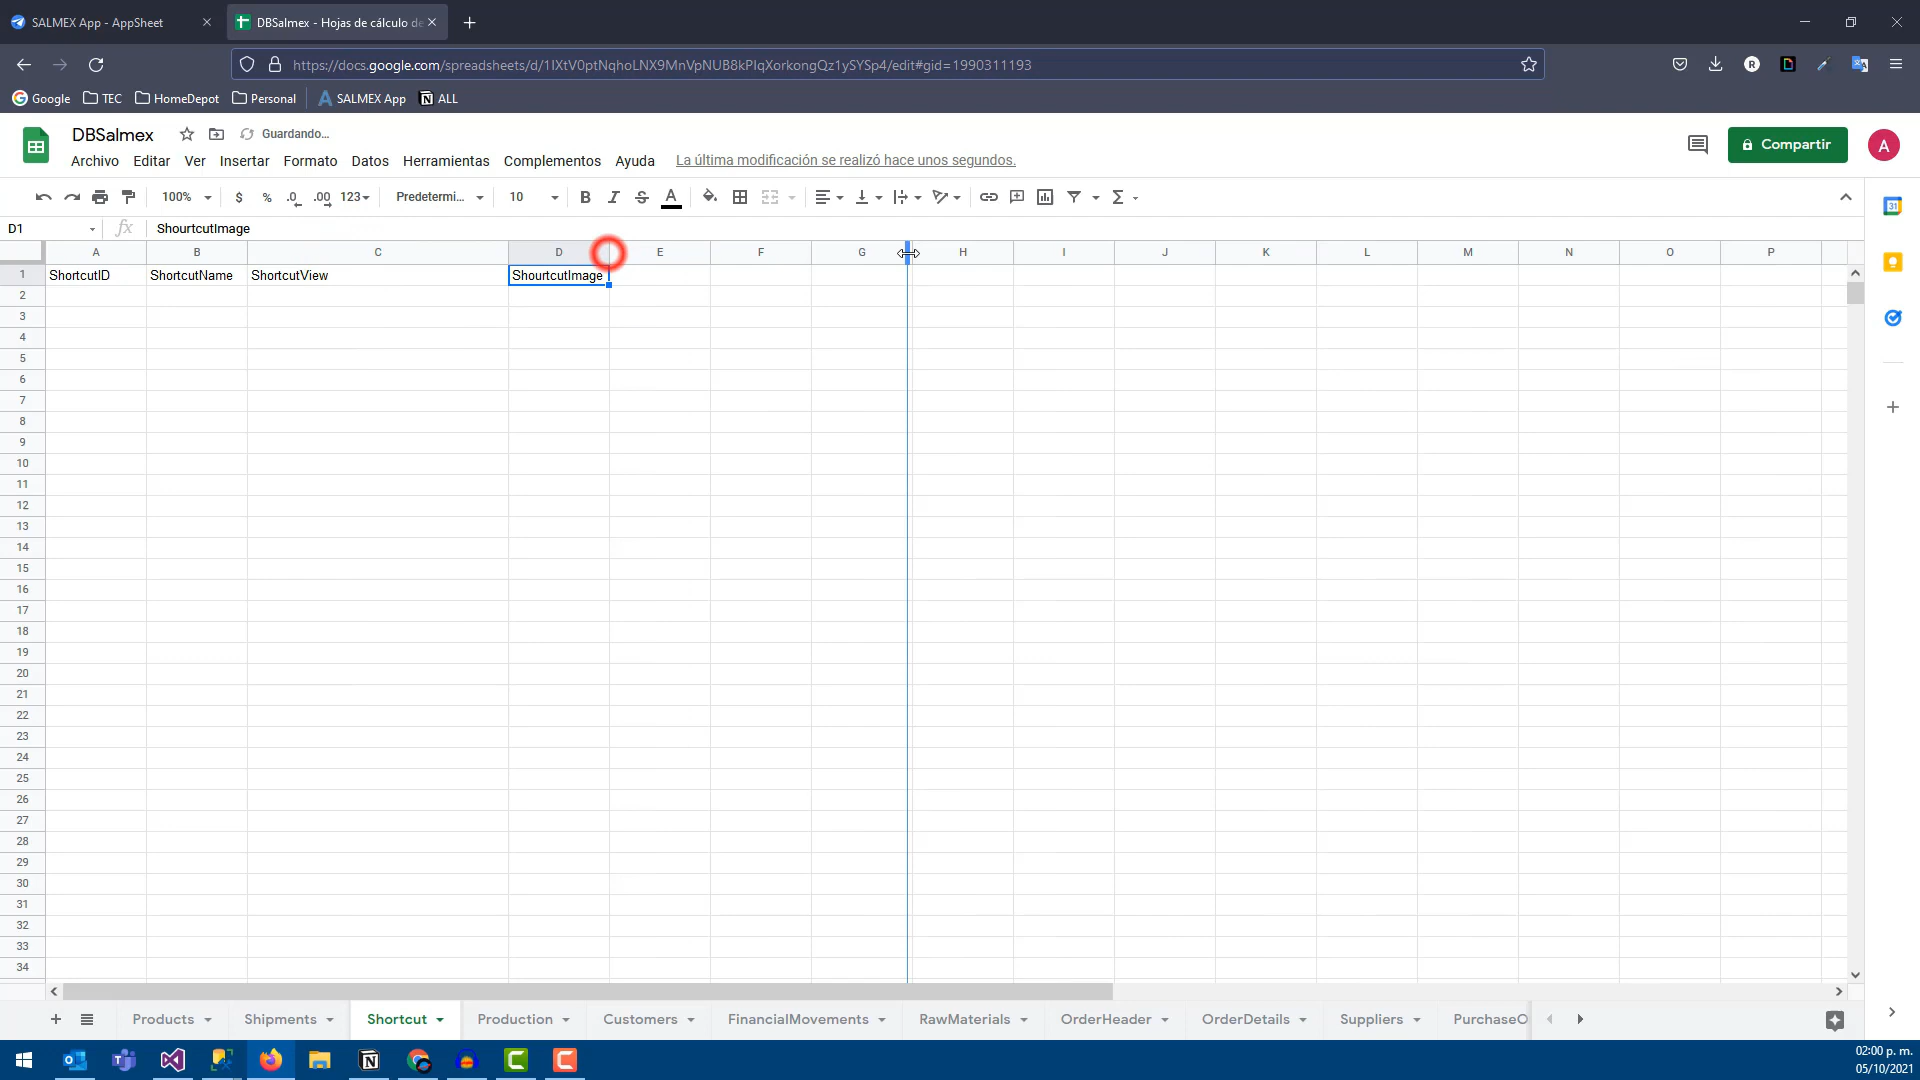 SALMEX App - AppSheet
DBSalmex - Hojas de cálculo de
https://docs.google.com/spreadsheets/d/1IXtV0ptNqhoLNX9MnVpNUB8kPIqXorkongQz1ySYSp4/edit#gid=1990311193
Google TEC HomeDepot Personal SALMEX App ALL
DBSalmex Guardando...
Archivo Editar Ver Insertar Formato Datos Herramientas Complementos Ayuda La última modificación se realizó hace unos segundos.
Compartir
A
100% $ % .0 .00 123 Predetermi... 10 B I S A
31
D1 fx ShourtcutImage
A B C D E F G H I J K L M N O P
1 ShortcutID ShortcutName ShortcutView ShourtcutImage
2
3
4
5
6
7
8
9
10
11
12
13
14
15
16
17
18
19
20
21
22
23
24
25
26
27
28
29
30
31
32
33
34
Products Shipments Shortcut Production Customers FinancialMovements RawMaterials OrderHeader OrderDetails Suppliers PurchaseO
02:00 p. m.
05/10/2021